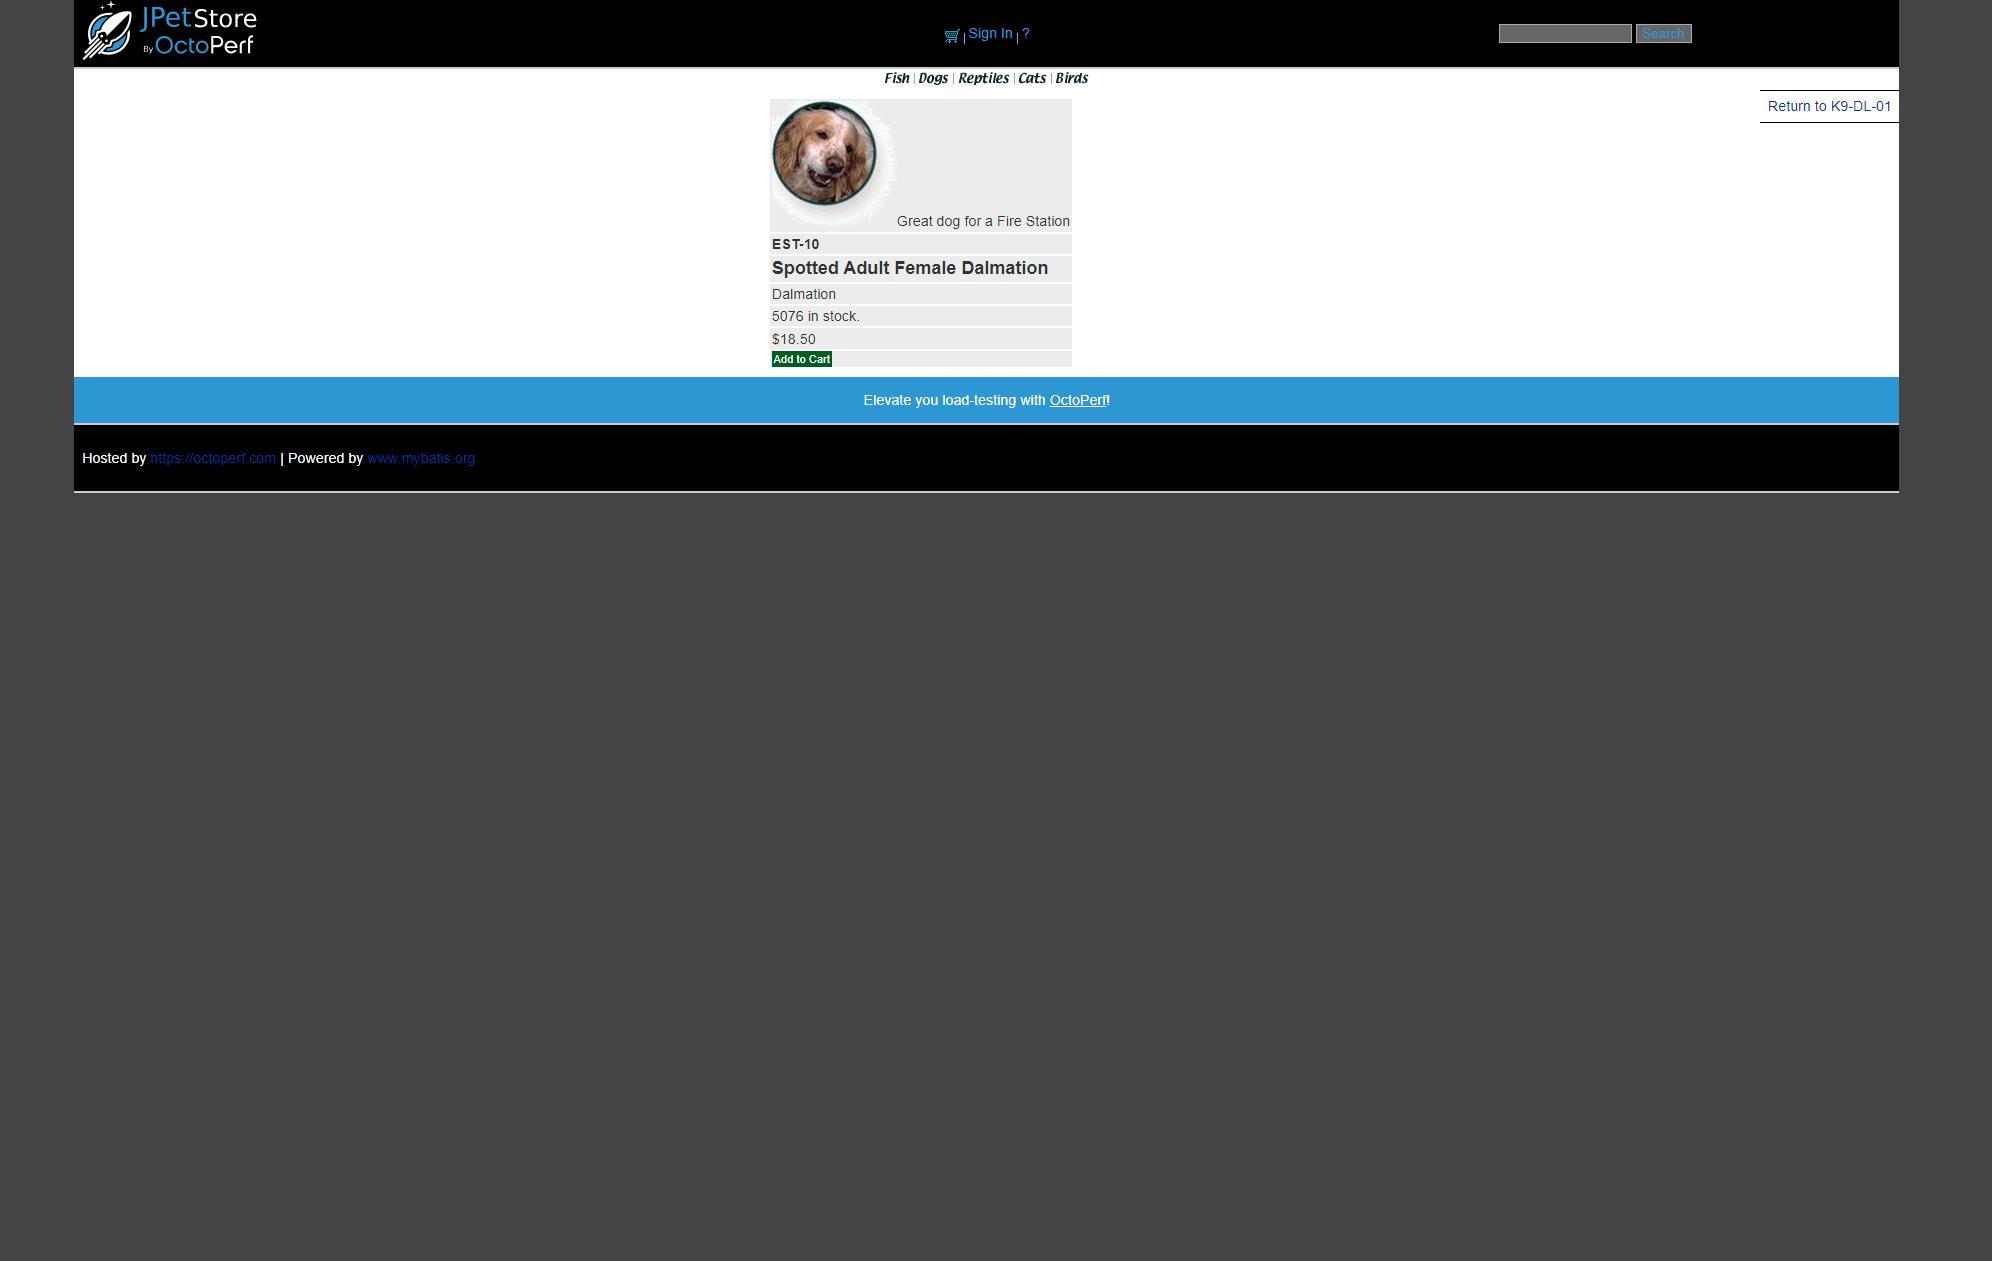 JPetStore
By OctoPerf
Sign In ?
Search
Fish Dogs Reptiles Cats Birds
Return to K9-DL-01
Great dog for a Fire Station
EST-10
Spotted Adult Female Dalmation
Dalmation
5076 in stock.
$18.50
Add to Cart
Elevate you load-testing with OctoPerf!
Hosted by https://octoperf.com | Powered by www.mybatis.org